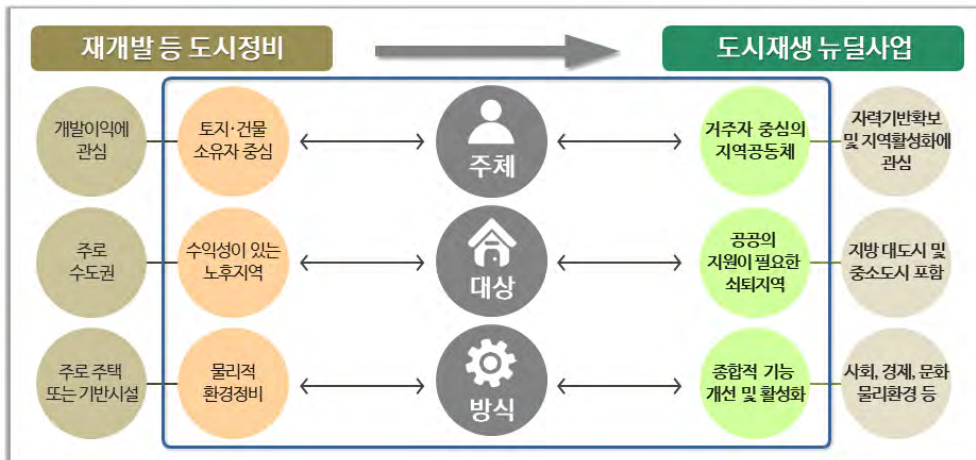 재개발 등 도시정비
도시재생 뉴딜사업
개발이익에
관심
토지·건물
소유자 중심
주체
거주자 중심의
지역공동체
자력기반확보
및 지역활성화에
관심
주로
수도권
수익성이 있는
노후지역
대상
공공의
지원이 필요한
쇠퇴지역
지방 대도시 및
중소도시 포함
주로 주택
또는 기반시설
물리적
환경정비
방식
종합적 기능
개선 및 활성화
사회, 경제, 문화
물리환경 등